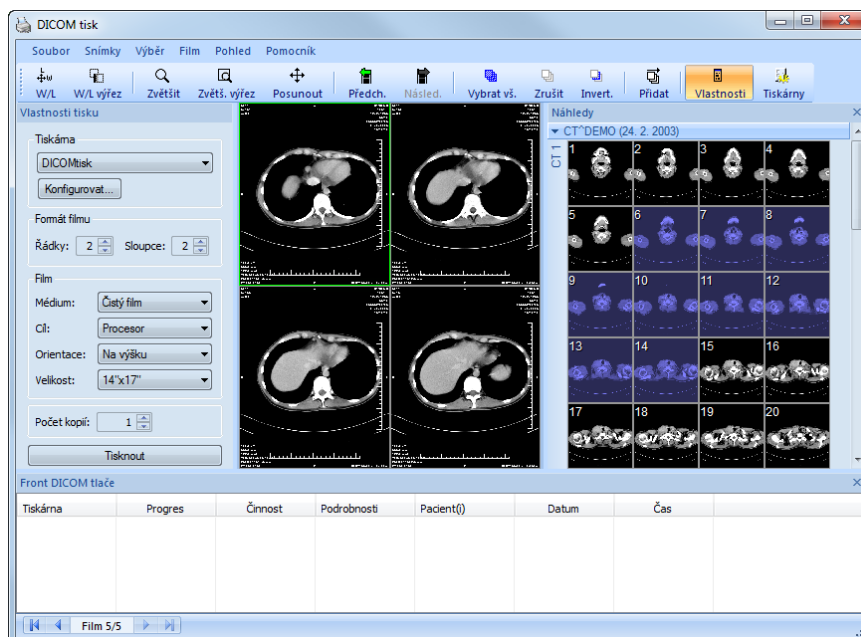 DICOM tisk
Soubor Snímky Výběr Film Pohled Pomocník
W/L W/L výřez Zvětšit Zvětš. výřez Posunout Předch. Násled. Vybrat vš. Zrušit Invert. Přidat Vlastnosti Tiskárny
Vlastnosti tisku
Tiskárna
DICOMtisk
Konfigurovat...
Formát filmu
Řádky: 2 Sloupce: 2
Film
Médium: Čistý film
Cíl: Procesor
Orientace: Na výšku
Velikost: 14"x17"
Počet kopií: 1
Tisknout
Náhledy
CT^DEMO (24. 2. 2003)
CT 1
1 2 3 4
5 6 7 8
9 10 11 12
13 14 15 16
17 18 19 20
Front DICOM tlače
Tiskárna Progres Činnost Podrobnosti Pacient(i) Datum Čas
Film 5/5